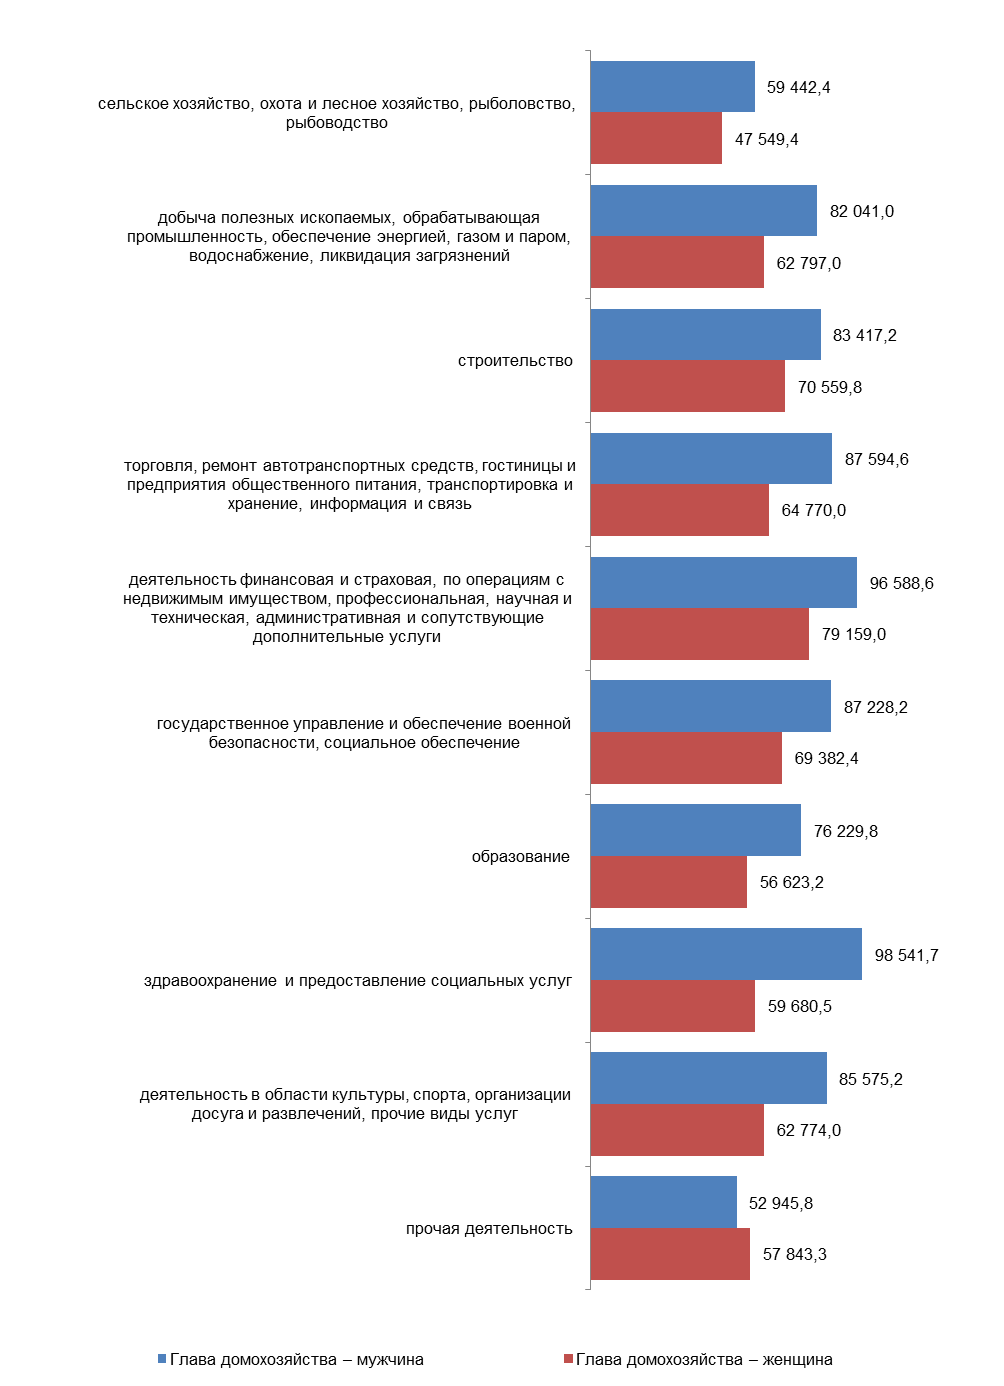 сельское хозяйство, охота и лесное хозяйство, рыболовство,
рыбоводство
59 442,4
47 549,4
добыча полезных ископаемых, обрабатывающая
промышленность, обеспечение энергией, газом и паром,
водоснабжение, ликвидация загрязнений
82 041,0
62 797,0
строительство
83 417,2
70 559,8
торговля, ремонт автотранспортных средств, гостиницы и
предприятия общественного питания, транспортировка и
хранение, информация и связь
87 594,6
64 770,0
деятельность финансовая и страховая, по операциям с
недвижимым имуществом, профессиональная, научная и
техническая, административная и сопутствующие
дополнительные услуги
96 588,6
79 159,0
государственное управление и обеспечение военной
безопасности, социальное обеспечение
87 228,2
69 382,4
образование
76 229,8
56 623,2
здравоохранение и предоставление социальных услуг
98 541,7
59 680,5
деятельность в области культуры, спорта, организации
досуга и развлечений, прочие виды услуг
85 575,2
62 774,0
прочая деятельность
52 945,8
57 843,3
Глава домохозяйства – мужчина
Глава домохозяйства – женщина